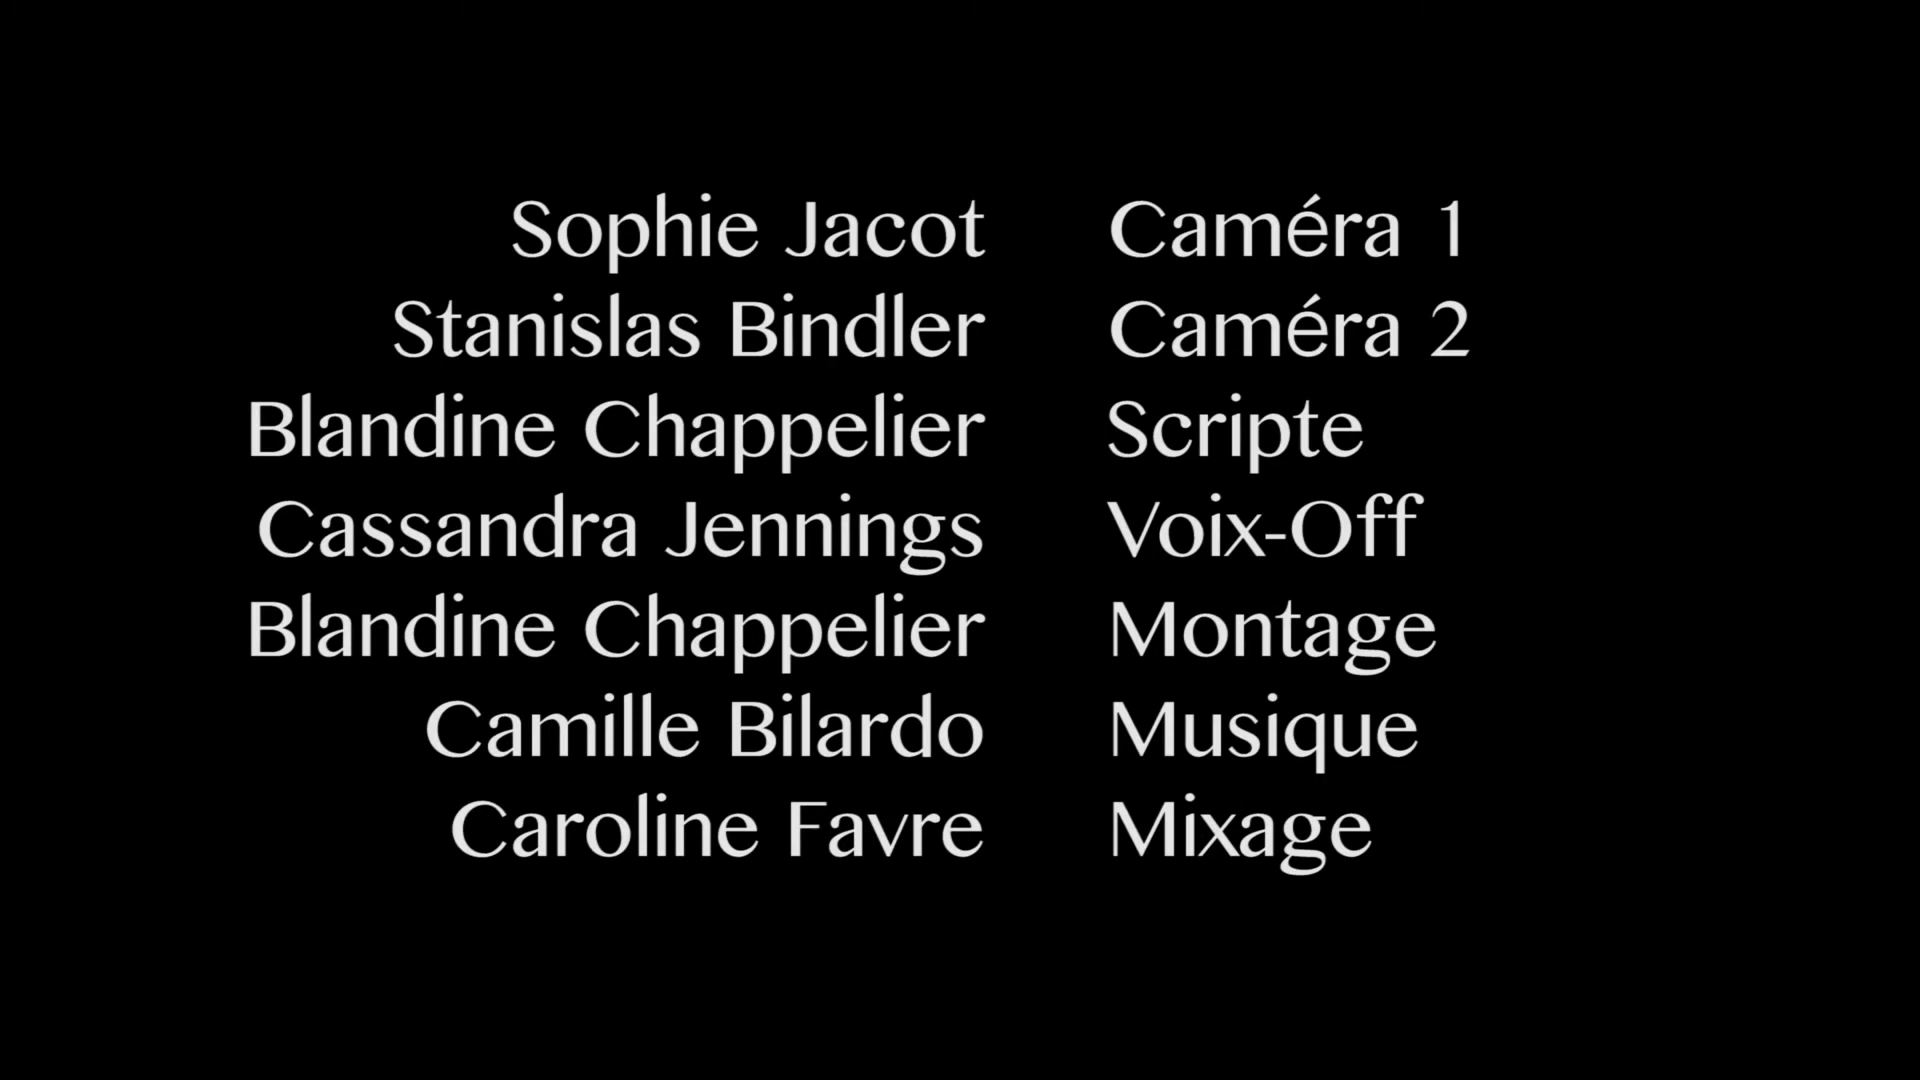 Sophie Jacot Caméra 1
Stanislas Bindler Caméra 2
Blandine Chappelier Scripte
Cassandra Jennings Voix-Off
Blandine Chappelier Montage
Camille Bilardo Musique
Caroline Favre Mixage